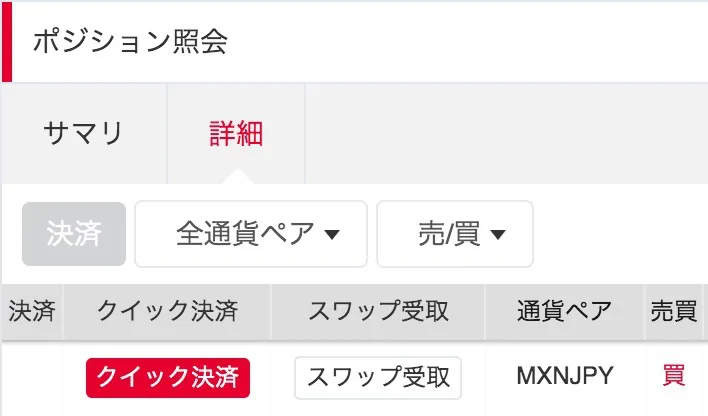 ポジション照会
サマリ 詳細
決済 全通貨ペア▼ 売/買▼
決済 クイック決済 スワップ受取 通貨ペア 売買
クイック決済 スワップ受取 MXNJPY 買